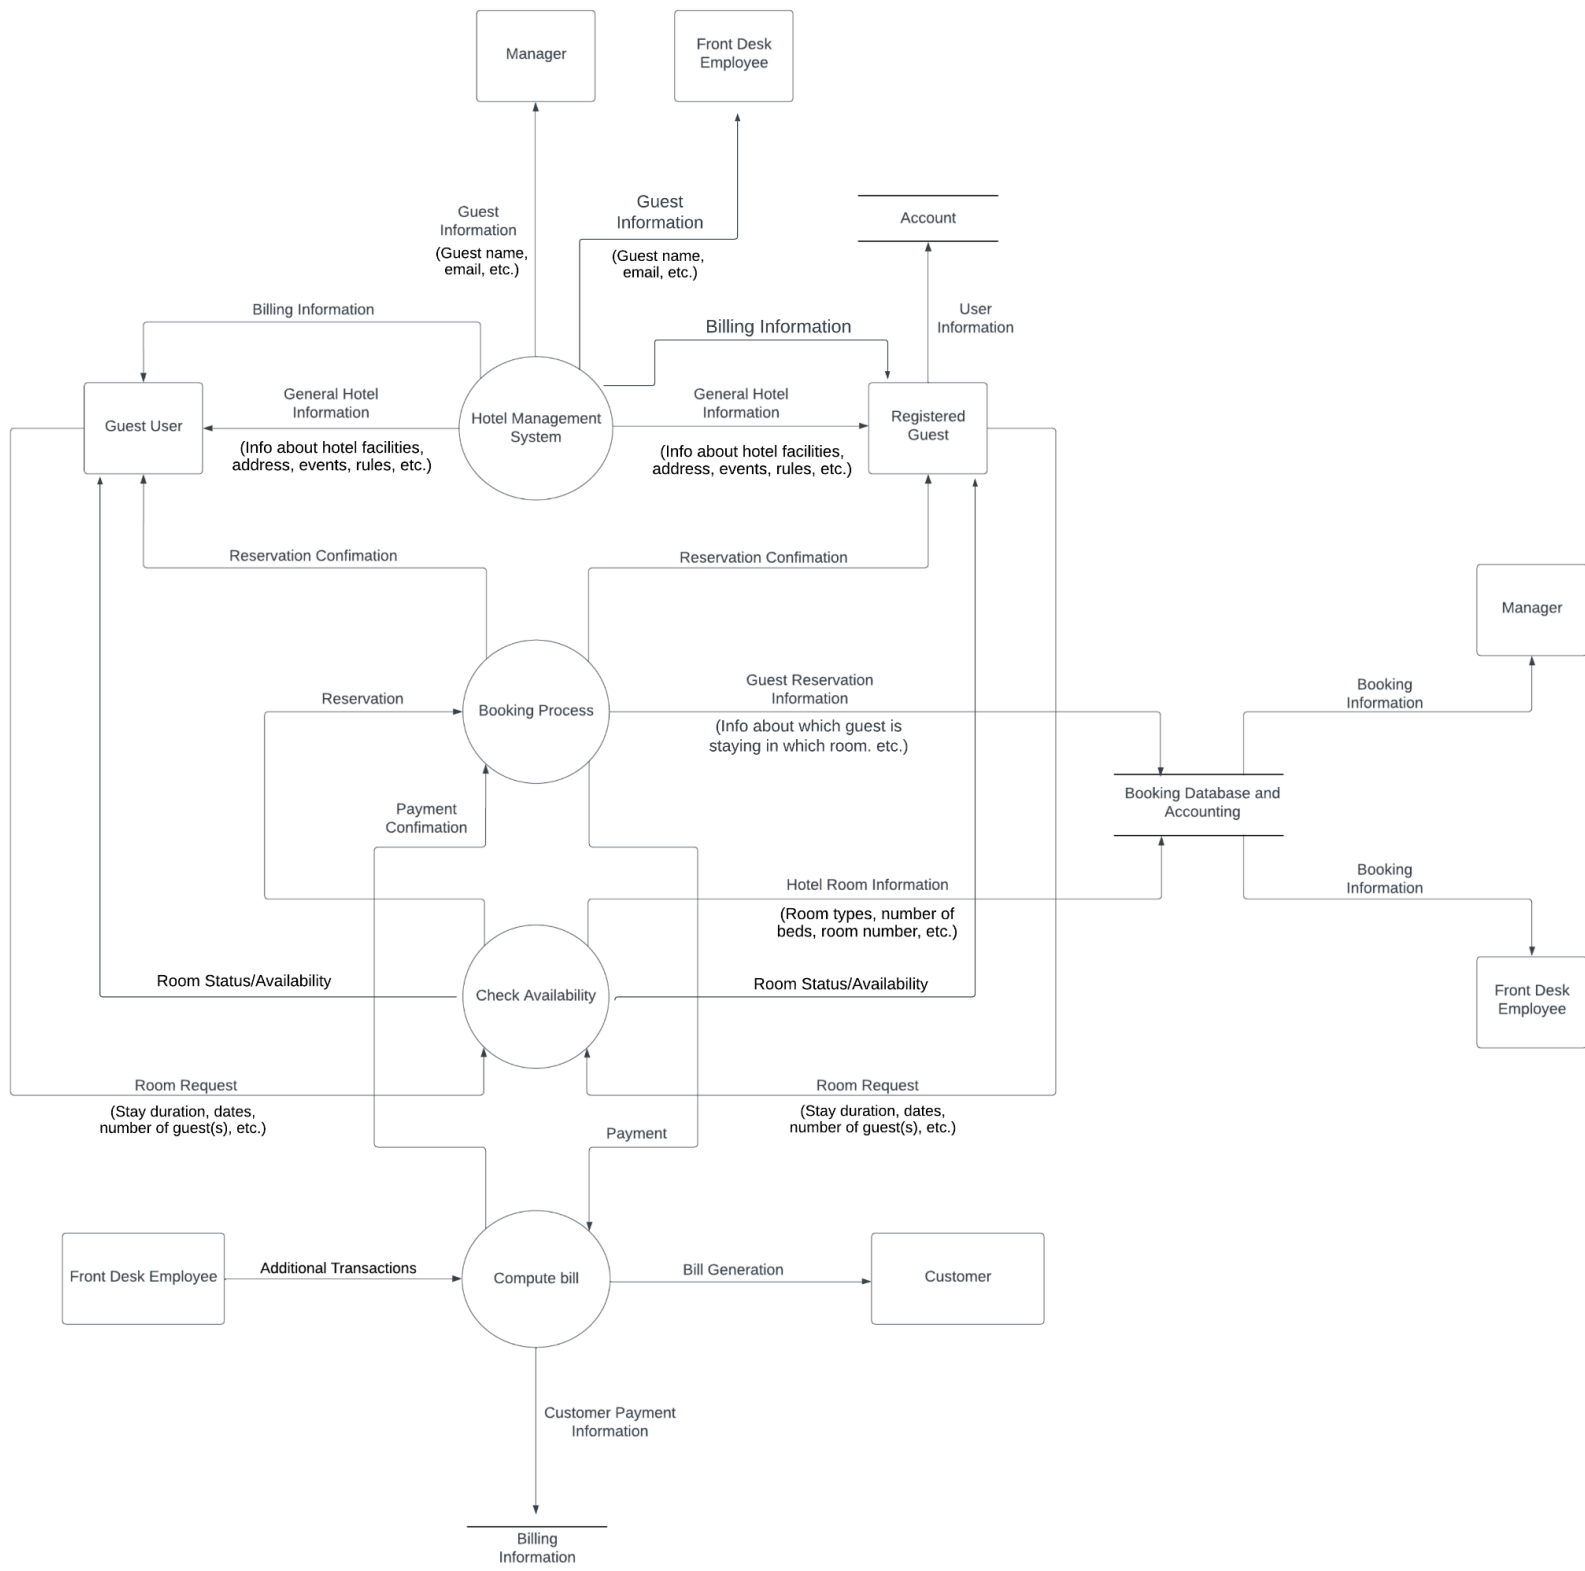 Manager
Front Desk
Employee
Guest
Information
(Guest name,
email, etc.)
Guest
Information
(Guest name,
email, etc.)
Account
User
Information
Billing Information
Billing Information
Guest User
General Hotel
Information
(Info about hotel facilities,
address, events, rules, etc.)
Hotel Management
System
General Hotel
Information
(Info about hotel facilities,
address, events, rules, etc.)
Registered
Guest
Reservation Confimation
Reservation Confimation
Manager
Reservation
Booking Process
Guest Reservation
Information
(Info about which guest is
staying in which room. etc.)
Booking
Information
Payment
Confimation
Booking Database and
Accounting
Hotel Room Information
(Room types, number of
beds, room number, etc.)
Booking
Information
Room Status/Availability
Check Availability
Room Status/Availability
Front Desk
Employee
Room Request
(Stay duration, dates,
number of guest(s), etc.)
Room Request
(Stay duration, dates,
number of guest(s), etc.)
Payment
Front Desk Employee
Additional Transactions
Compute bill
Bill Generation
Customer
Customer Payment
Information
Billing
Information